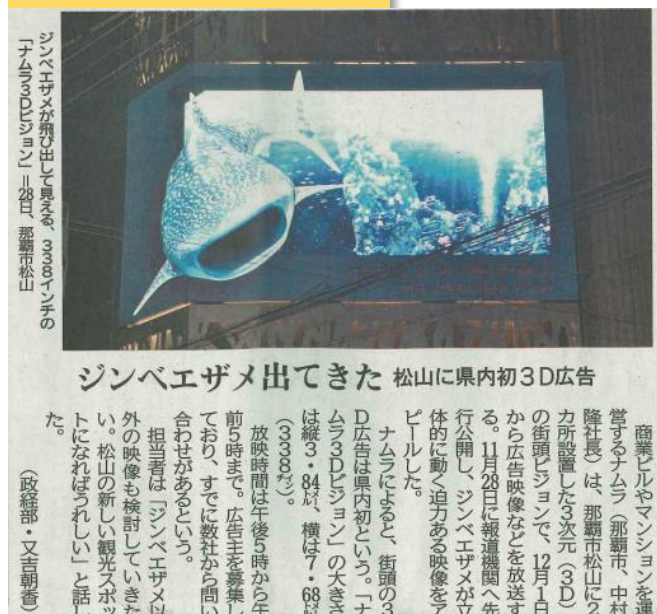 ジンベエザメが飛び出して見える、338インチの
「ナムラ3Dビジョン」=28日、那覇市松山
ジンベエザメ出てきた 松山に県内初3D広告
商業ビルやマンションを運
営するナムラ(那覇市、中村
隆社長)は、那覇市松山に1
カ所設置した3次元(3D)
の街頭ビジョンで、12月1
から広告映像などを放送す
る。11月28日に報道機関へ先
行公開し、ジンベエザメが立
体的に動く迫力ある映像をア
ピールした。
ナムラによると、街頭の3
D広告は県内初という。「ナ
ムラ3Dビジョン」の大きさ
は縦3・84メートル、横は7・68メートル
(338インチ)。
放映時間は午後5時から午
前5時まで。広告主を募集し
ており、すでに数社から問い
合わせがあるという。
担当者は「ジンベエザメ以
外の映像も検討していきた
い。松山の新しい観光スポッ
トになればうれしい」と話し
た。
(政経部・又吉朝香)